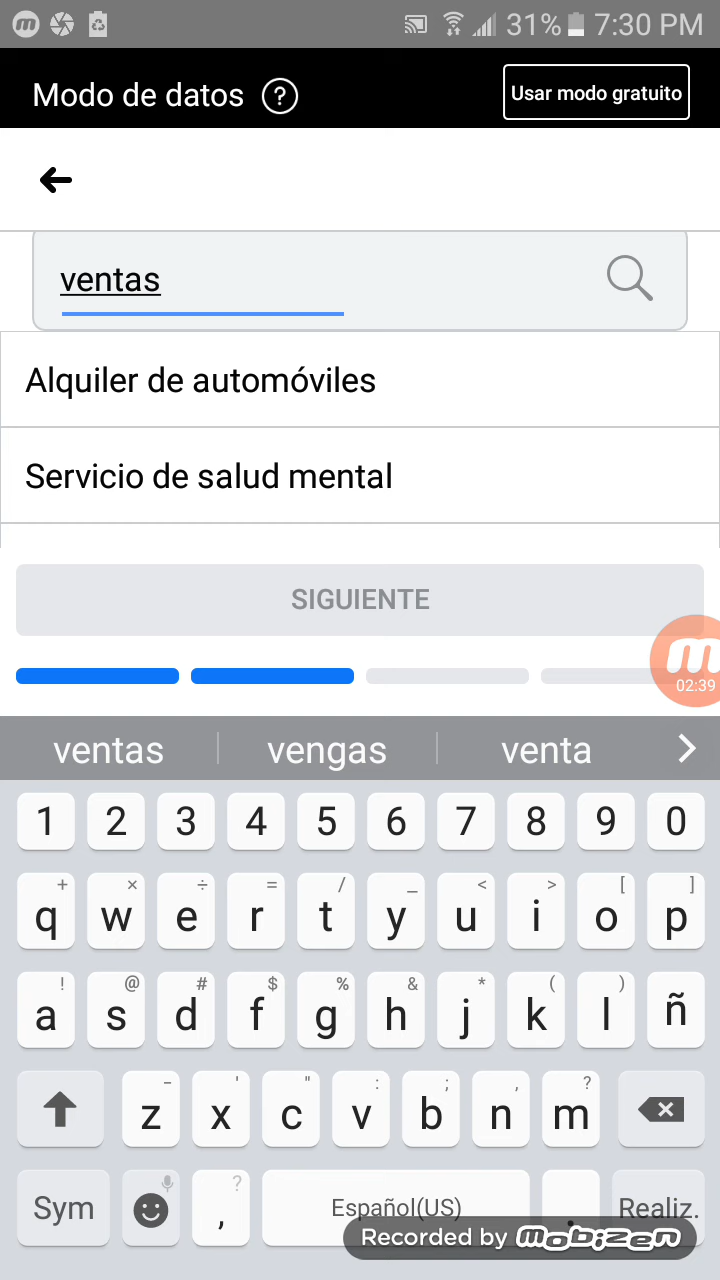 31% 7:30 PM
Modo de datos ? Usar modo gratuito
ventas
Alquiler de automóviles
Servicio de salud mental
SIGUIENTE
02:39
ventas vengas venta
1 2 3 4 5 6 7 8 9 0
+ × ÷ = / _ < > [ ]
q w e r t y u i o p
! @ # $ % & * ( )
a s d f g h j k l ñ
- ' " : ; , ?
z x c v b n m
?
Sym , Español(US) . Realiz.
Recorded by mobizen